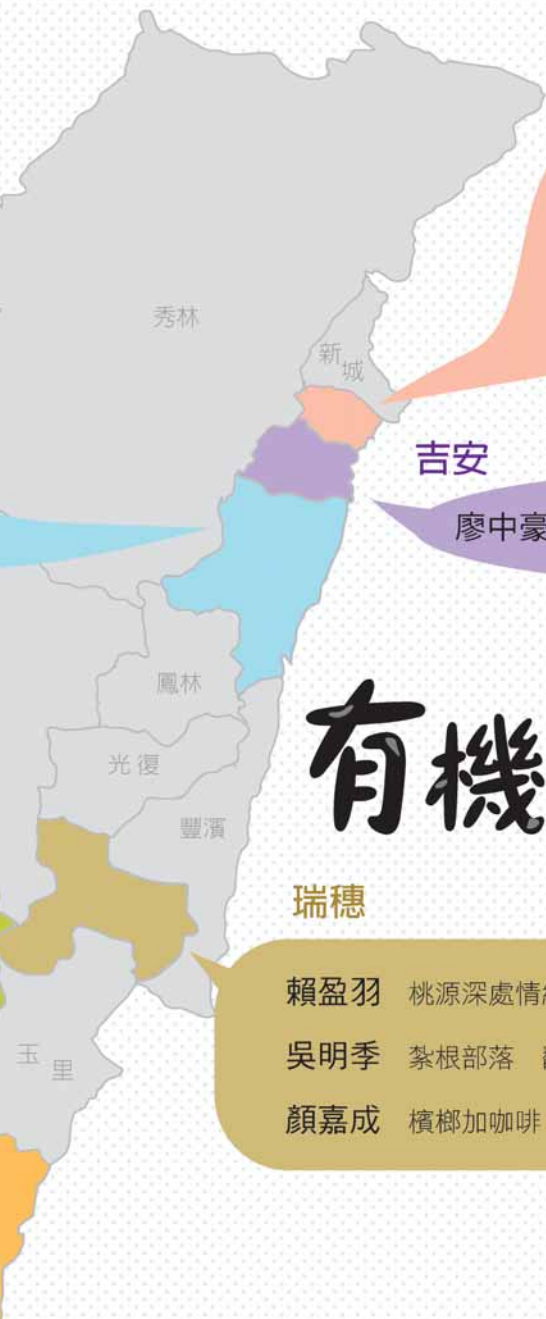 秀林
新城
吉安
廖中豪
鳳林
有機
光復
豐濱
瑞穗
賴盈羽 桃源深處情
吳明季 紮根部落
顏嘉成 檳榔加咖啡
玉里